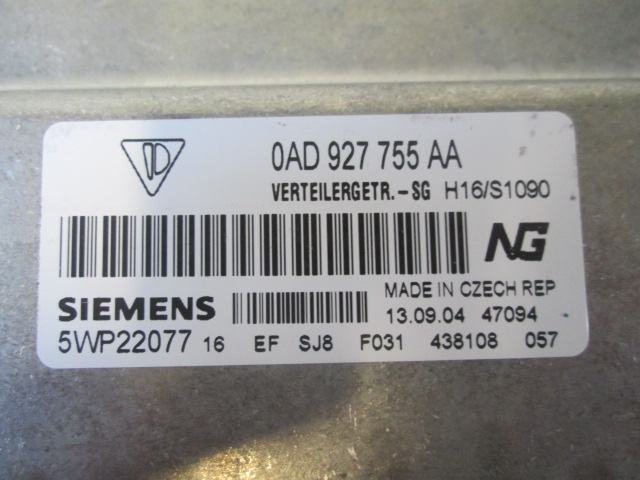 0AD 927 755 AA
VERTEILERGETR.-SG H16/S1090
NG
SIEMENS
MADE IN CZECH REP
13.09.04 47094
5WP22077 16 EF SJ8 F031 438108 057